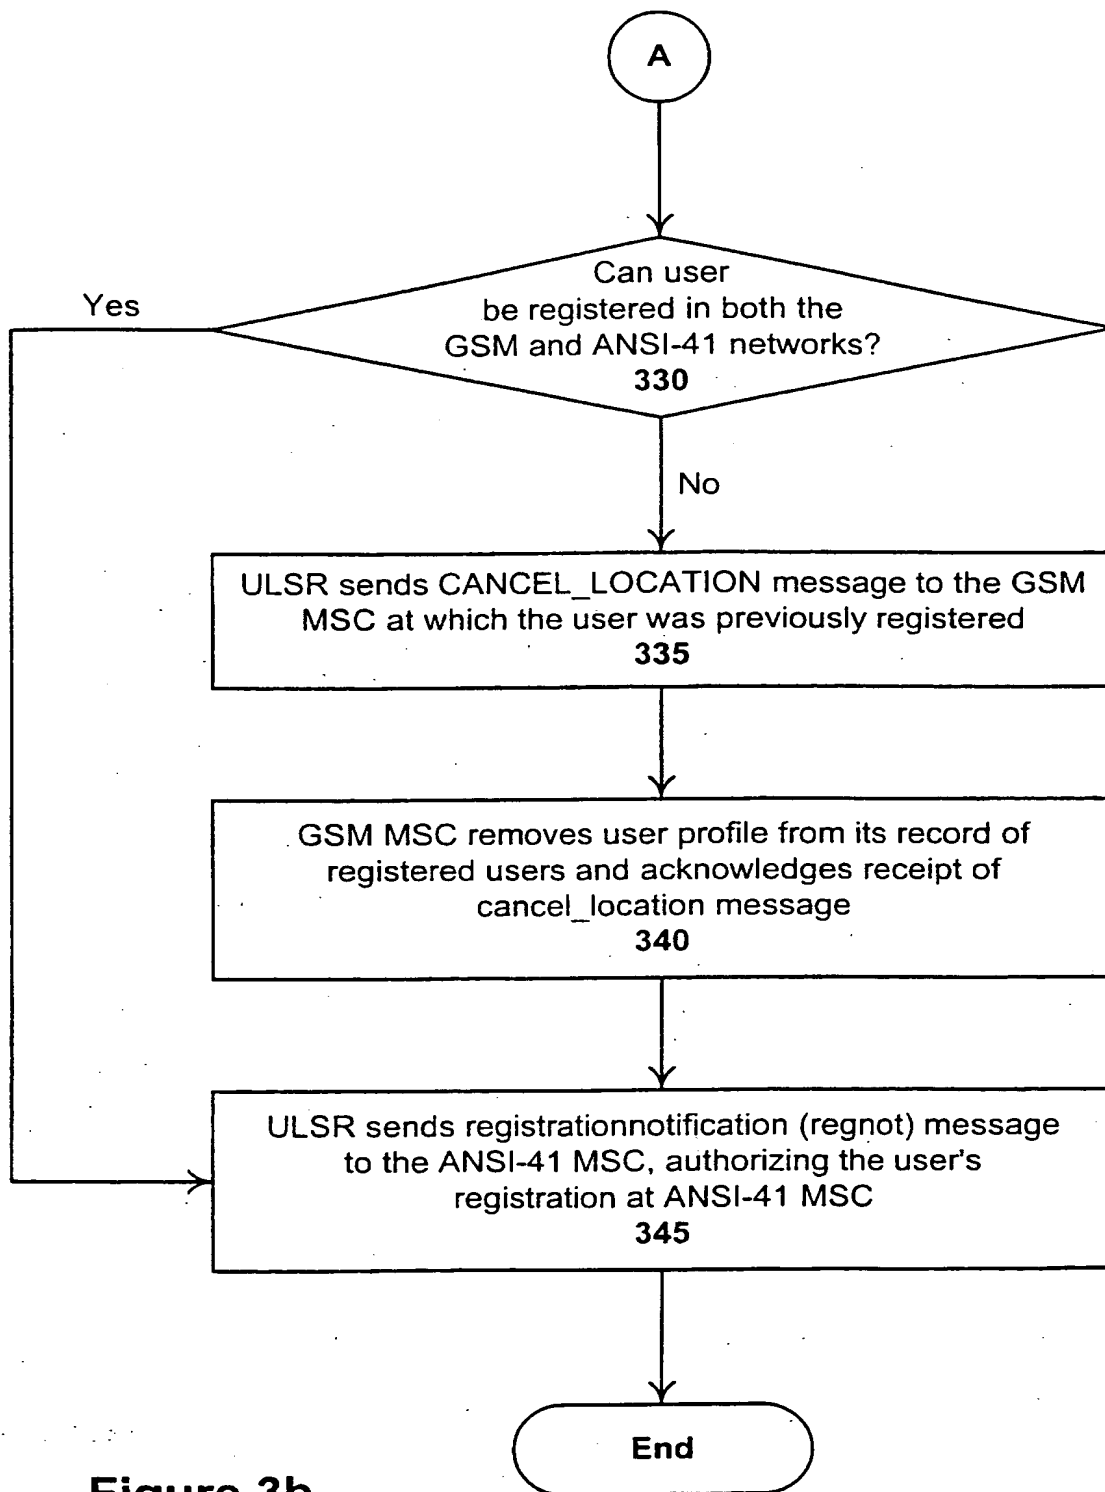 A
Can user
be registered in both the
GSM and ANSI-41 networks?
330
Yes
No
ULSR sends CANCEL_LOCATION message to the GSM
MSC at which the user was previously registered
335
GSM MSC removes user profile from its record of
registered users and acknowledges receipt of
cancel_location message
340
ULSR sends registrationnotification (regnot) message
to the ANSI-41 MSC, authorizing the user's
registration at ANSI-41 MSC
345
End
Figure 3b